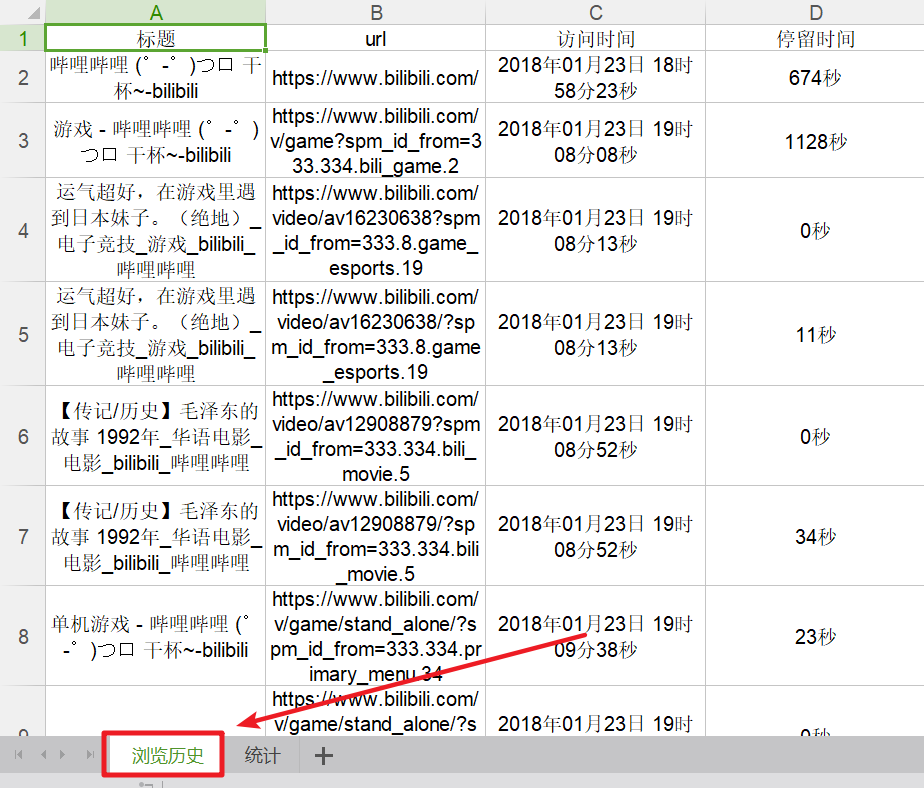 A B C D
1 标题 url 访问时间 停留时间
2 哔哩哔哩 (゜-゜)つロ 干
杯~-bilibili
https://www.bilibili.com/
2018年01月23日 18时
58分23秒
674秒
3 游戏 - 哔哩哔哩 (゜-゜)
つロ 干杯~-bilibili
https://www.bilibili.com/
v/game?spm_id_from=3
33.334.bili_game.2
2018年01月23日 19时
08分08秒
1128秒
4 运气超好，在游戏里遇
到日本妹子。（绝地）_
电子竞技_游戏_bilibili_
哔哩哔哩
https://www.bilibili.com/
video/av16230638?spm
_id_from=333.8.game_
esports.19
2018年01月23日 19时
08分13秒
0秒
5 运气超好，在游戏里遇
到日本妹子。（绝地）_
电子竞技_游戏_bilibili_
哔哩哔哩
https://www.bilibili.com/
video/av16230638/?sp
m_id_from=333.8.game
_esports.19
2018年01月23日 19时
08分13秒
11秒
6 【传记/历史】毛泽东的
故事 1992年_华语电影_
电影_bilibili_哔哩哔哩
https://www.bilibili.com/
video/av12908879?spm
_id_from=333.334.bili_
movie.5
2018年01月23日 19时
08分52秒
0秒
7 【传记/历史】毛泽东的
故事 1992年_华语电影_
电影_bilibili_哔哩哔哩
https://www.bilibili.com/
video/av12908879/?sp
m_id_from=333.334.bili
_movie.5
2018年01月23日 19时
08分52秒
34秒
8 单机游戏 - 哔哩哔哩 (゜
-゜)つロ 干杯~-bilibili
https://www.bilibili.com/
v/game/stand_alone/?s
pm_id_from=333.334.pr
imary_menu.34
2018年01月23日 19时
09分38秒
23秒
9 https://www.bilibili.com/
v/game/stand_alone/?s
2018年01月23日 19时
0秒
浏览历史 统计